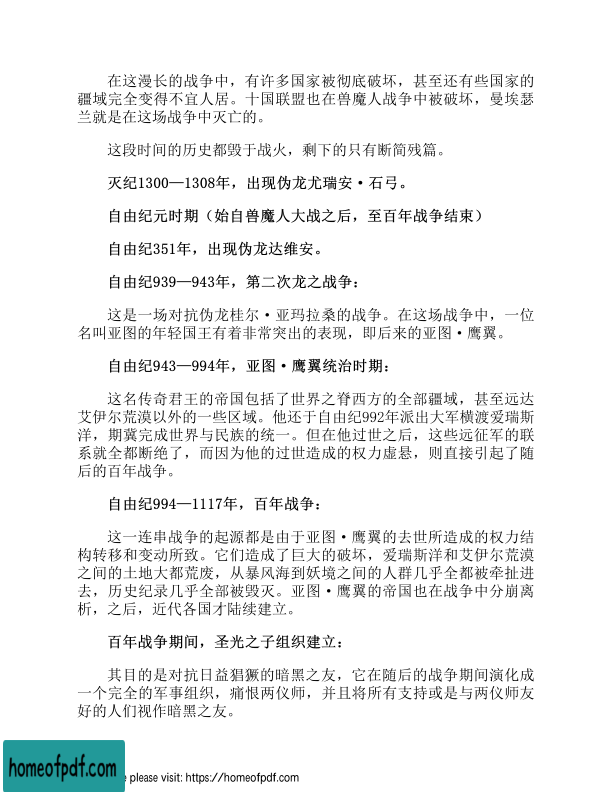 在这漫长的战争中，有许多国家被彻底破坏，甚至还有些国家的
疆域完全变得不宜人居。十国联盟也在兽魔人战争中被破坏，曼埃瑟
兰就是在这场战争中灭亡的。
这段时间的历史都毁于战火，剩下的只有断简残篇。
灭纪1300—1308年，出现伪龙尤瑞安·石弓。
自由纪元时期（始自兽魔人大战之后，至百年战争结束）
自由纪351年，出现伪龙达维安。
自由纪939—943年，第二次龙之战争：
这是一场对抗伪龙桂尔·亚玛拉桑的战争。在这场战争中，一位
名叫亚图的年轻国王有着非常突出的表现，即后来的亚图·鹰翼。
自由纪943—994年，亚图·鹰翼统治时期：
这名传奇君王的帝国包括了世界之脊西方的全部疆域，甚至远达
艾伊尔荒漠以外的一些区域。他还于自由纪992年派出大军横渡爱瑞斯
洋，期冀完成世界与民族的统一。但在他过世之后，这些远征军的联
系就全都断绝了，而因为他的过世造成的权力虚悬，则直接引起了随
后的百年战争。
自由纪994—1117年，百年战争：
这一连串战争的起源都是由于亚图·鹰翼的去世所造成的权力结
构转移和变动所致。它们造成了巨大的破坏，爱瑞斯洋和艾伊尔荒漠
之间的土地大都荒废，从暴风海到妖境之间的人群几乎全都被牵扯进
去，历史纪录几乎全部被毁灭。亚图·鹰翼的帝国也在战争中分崩离
析，之后，近代各国才陆续建立。
百年战争期间，圣光之子组织建立：
其目的是对抗日益猖獗的暗黑之友，它在随后的战争期间演化成
一个完全的军事组织，痛恨两仪师，并且将所有支持或是与两仪师友
好的人们视作暗黑之友。
homeofpdf.com
e please visit: https://homeofpdf.com